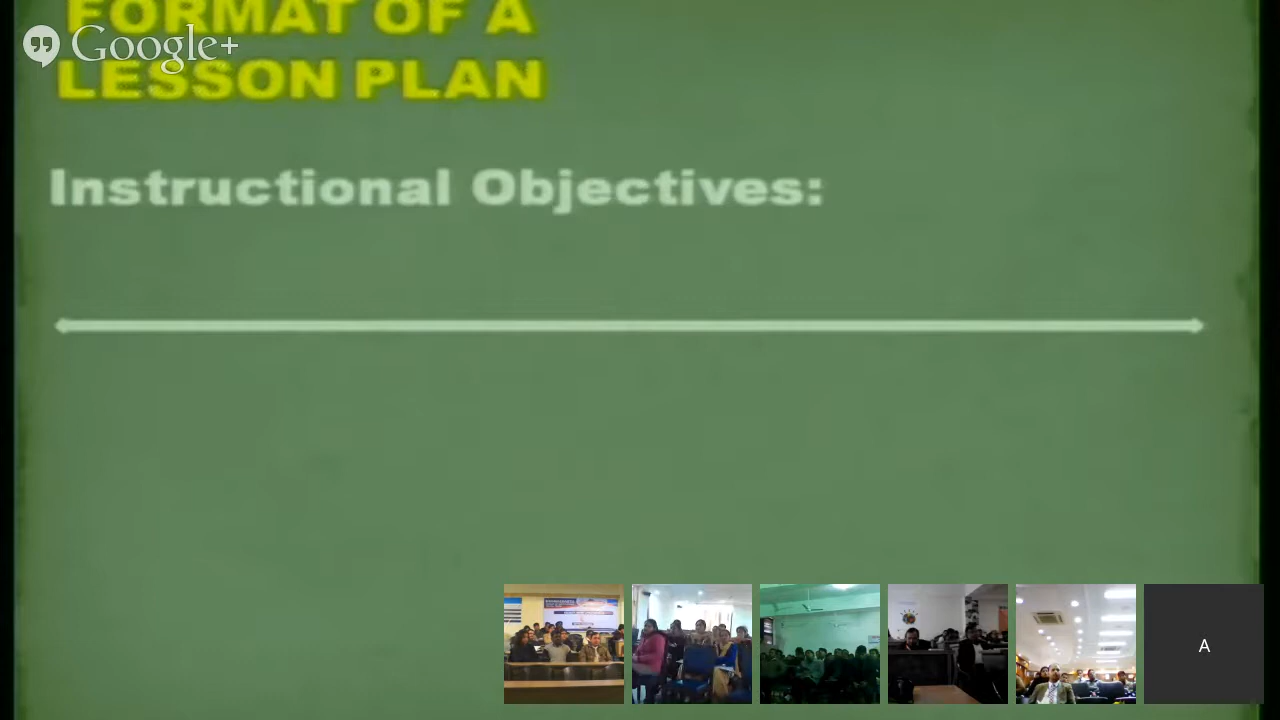 FORMAT OF A
Google+
LESSON PLAN
Instructional Objectives:
A